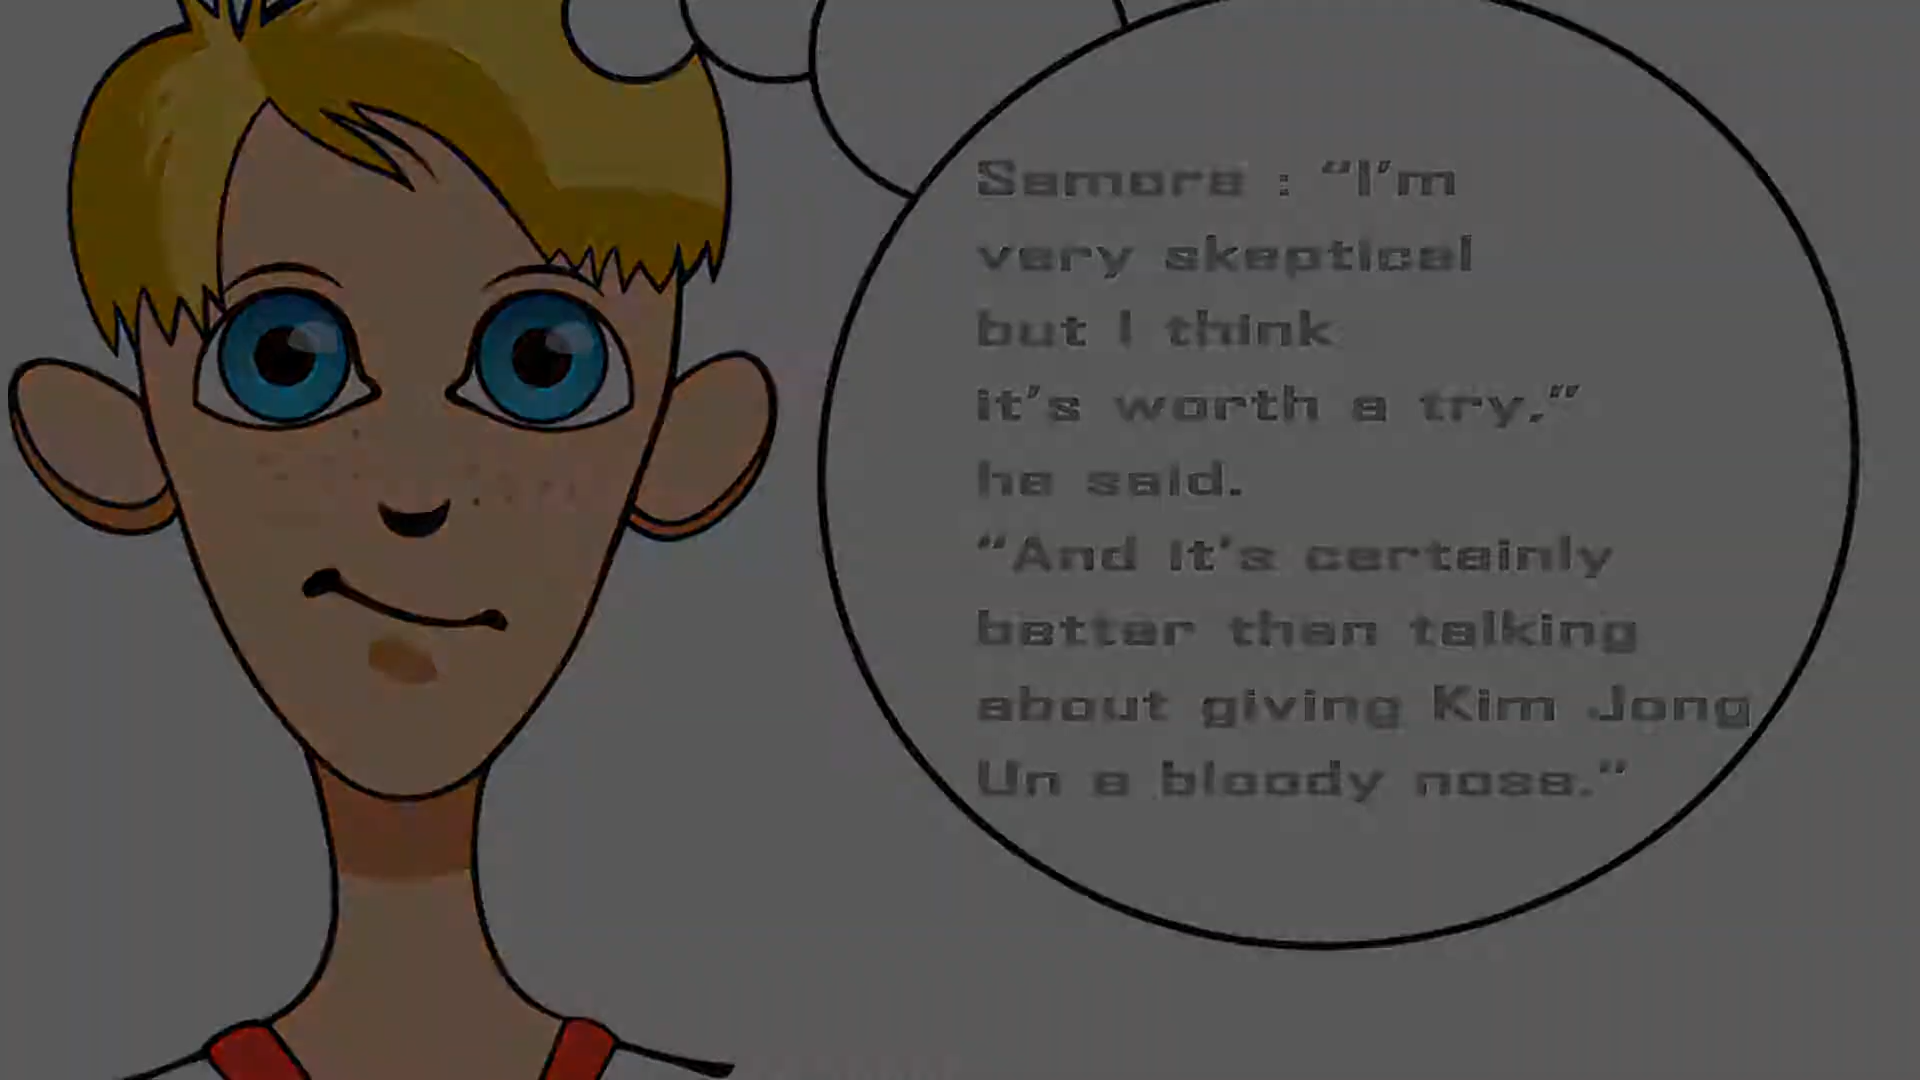 Samore : “I’m
very skeptical
but I think
it’s worth a try.”
he said.
“And it’s certainly
better than talking
about giving Kim Jong
Un a bloody nose.“